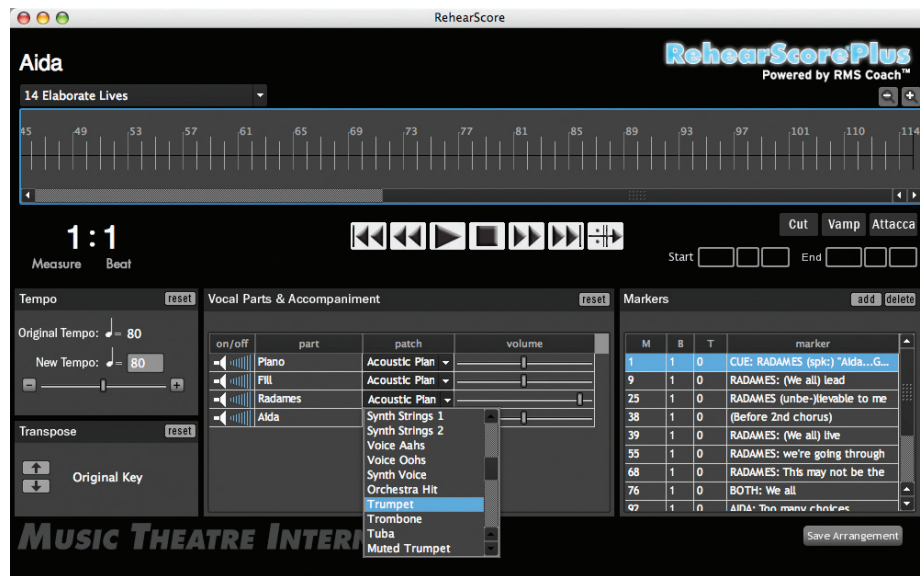 RehearScore
Aida
RehearScorePlus
Powered by RMS Coach™
14 Elaborate Lives
45 49 53 57 61 65 69 73 77 81 85 89 93 97 101 110 114
1:1
Measure Beat
Cut Vamp Attacca
Start End
Tempo reset
Original Tempo: ♩= 80
New Tempo: ♩= 80
Transpose reset
Original Key
Vocal Parts & Accompaniment reset
on/off part patch volume
Piano Acoustic Pian
Fill Acoustic Pian
Radames Acoustic Pian
Aida
Synth Strings 1
Synth Strings 2
Voice Aahs
Voice Oohs
Synth Voice
Orchestra Hit
Trumpet
Trombone
Tuba
Muted Trumpet
Markers add delete
M B T marker
1 1 0 CUE: RADAMES (spk:) "Aida...G...
9 1 0 RADAMES: (We all) lead
25 1 0 RADAMES (unbe-)lievable to me
38 1 0 (Before 2nd chorus)
39 1 0 RADAMES: (We all) live
55 1 0 RADAMES: we're going through
68 1 0 RADAMES: This may not be the
76 1 0 BOTH: We all
92 1 0 AIDA: Too many choices
MUSIC THEATRE INTERN
Save Arrangement